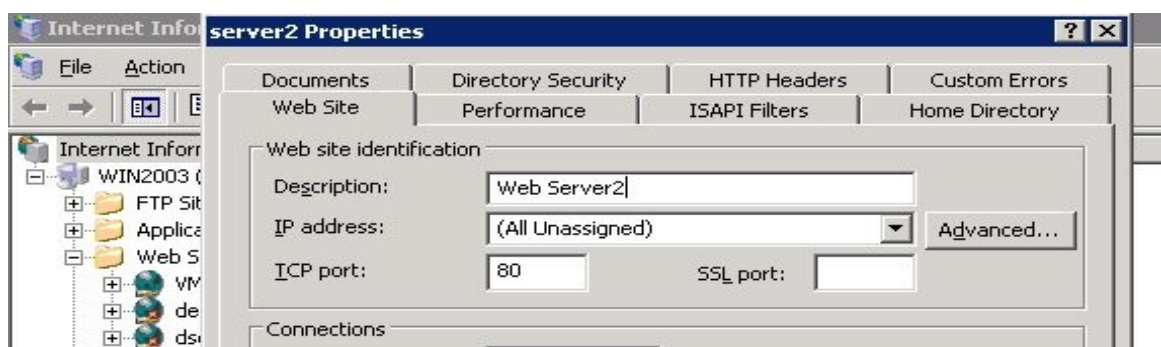 Internet Infor
server2 Properties
File Action
Documents Directory Security HTTP Headers Custom Errors
Web Site Performance ISAPI Filters Home Directory
Internet Inforr
Web site identification
WIN2003 (
Description: Web Server2
FTP Sit
IP address: (All Unassigned) Advanced...
Applica
Web S
TCP port: 80 SSL port:
VM
de
Connections
ds